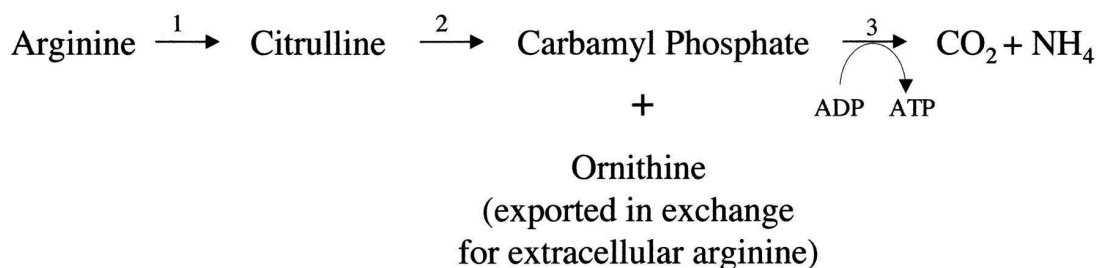 Arginine 1 Citrulline 2 Carbamyl Phosphate 3 CO2 + NH4
ADP ATP
+
Ornithine
(exported in exchange
for extracellular arginine)